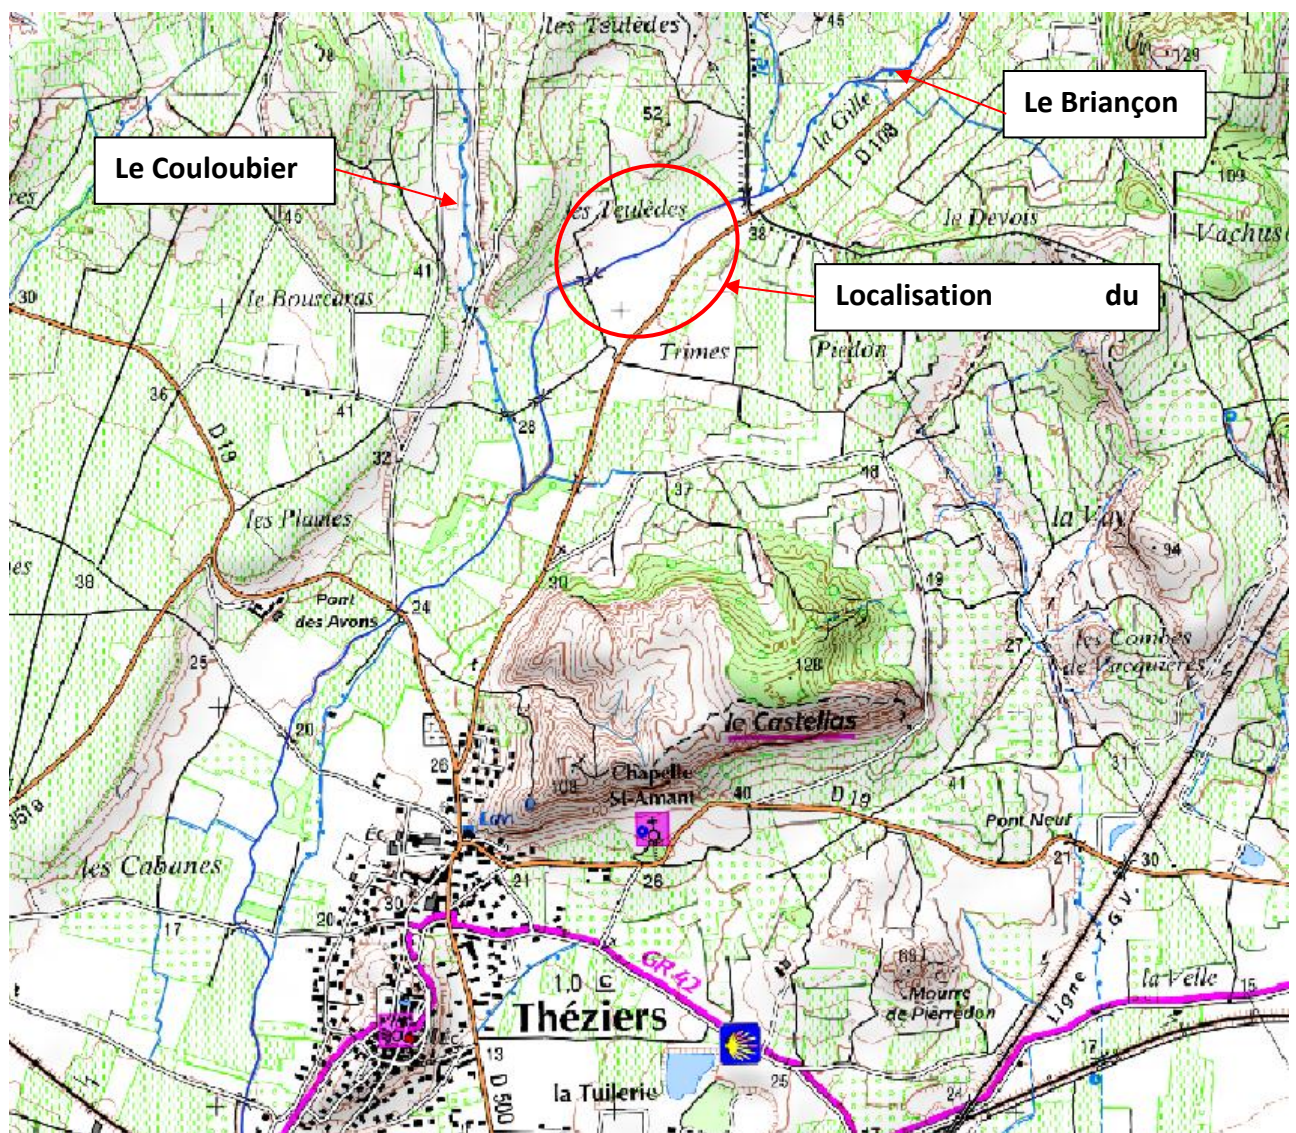 les Teulèdes
45
78
129
Le Briançon
52
la Gille
D 108
Le Couloubier
109
les Teulèdes
le Devois
45
38
Vachus
41
Localisation du
30
le Bouscaras
Trimes
Piedon
36
41
28
D 19
32
48
37
les Plaines
la Vay
94
38
30
49
Pont
des Avons
24
les Combes
de Vacquières
27
25
128
le Castellas
20
26
Chapelle
St-Amant
108
31
40
D 19
41
Lav.
Pont Neuf
Éc.
21
30
les Cabanes
21
26
30
20
17
GR 42
Ligne T.G.V.
la Velle
15
1.0 C
Mourre
de Pierredon
Théziers
17
13
D 500
la Tuilerie
25
24